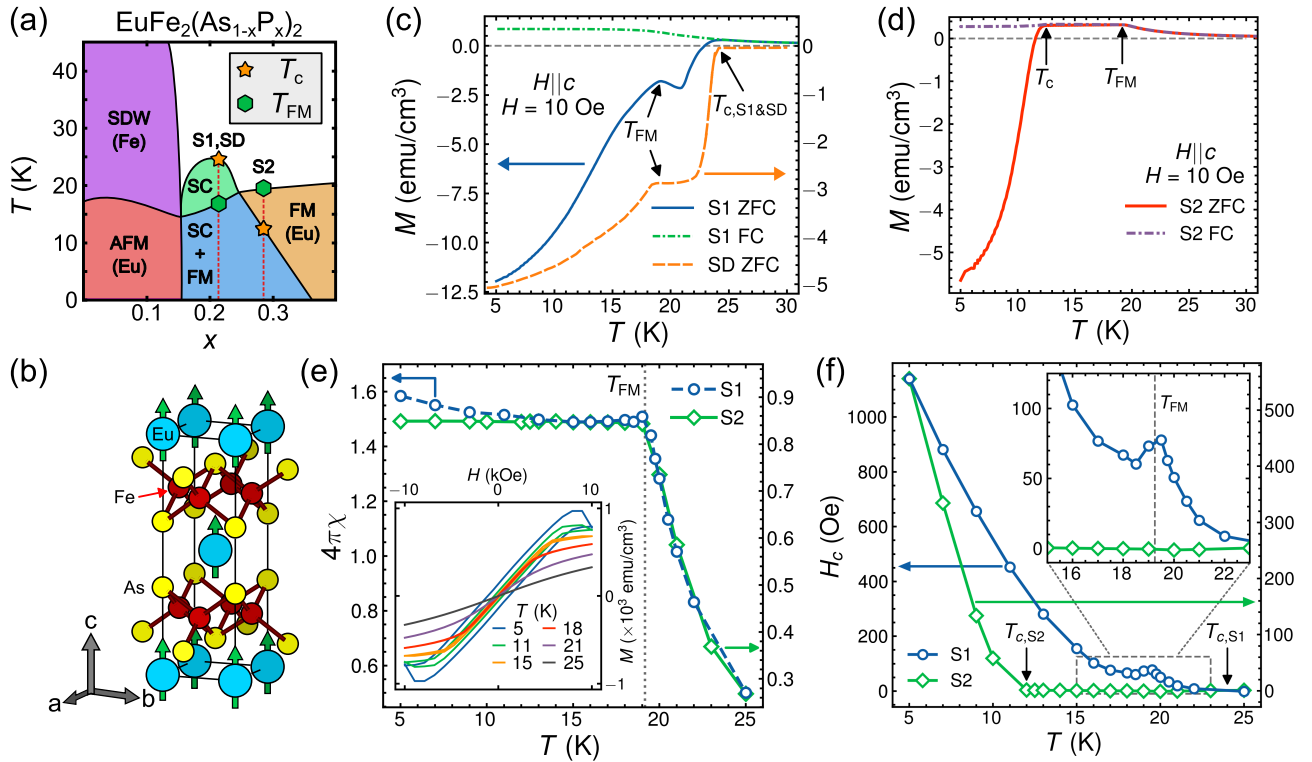 (a)
EuFe2(As1-xPx)2
T (K)
40
30
20
10
0
0.1
0.2
0.3
x
Tc
TFM
SDW
(Fe)
S1,SD
S2
SC
FM
(Eu)
AFM
(Eu)
SC
+
FM
(b)
Eu
Fe
As
c
a
b
(c)
M (emu/cm³)
0.0
−2.5
−5.0
−7.5
−10.0
−12.5
0
−1
−2
−3
−4
−5
H||c
H = 10 Oe
TFM
Tc,S1&SD
S1 ZFC
S1 FC
SD ZFC
5
10
15
20
25
30
T (K)
(d)
M (emu/cm³)
0
−1
−2
−3
−4
−5
Tc
TFM
H||c
H = 10 Oe
S2 ZFC
S2 FC
5
10
15
20
25
30
T (K)
(e)
4πχ
1.6
1.5
1.4
1.2
1.0
0.8
0.6
TFM
S1
S2
0.9
0.8
0.7
0.6
0.5
0.4
0.3
H (kOe)
−10
0
10
1
0
−1
M (×10³ emu/cm³)
T (K)
5
18
11
21
15
25
5
10
15
20
25
T (K)
(f)
Hc (Oe)
1000
800
600
400
200
0
500
400
300
200
100
0
TFM
100
50
0
16
18
20
22
Tc,S2
Tc,S1
S1
S2
5
10
15
20
25
T (K)